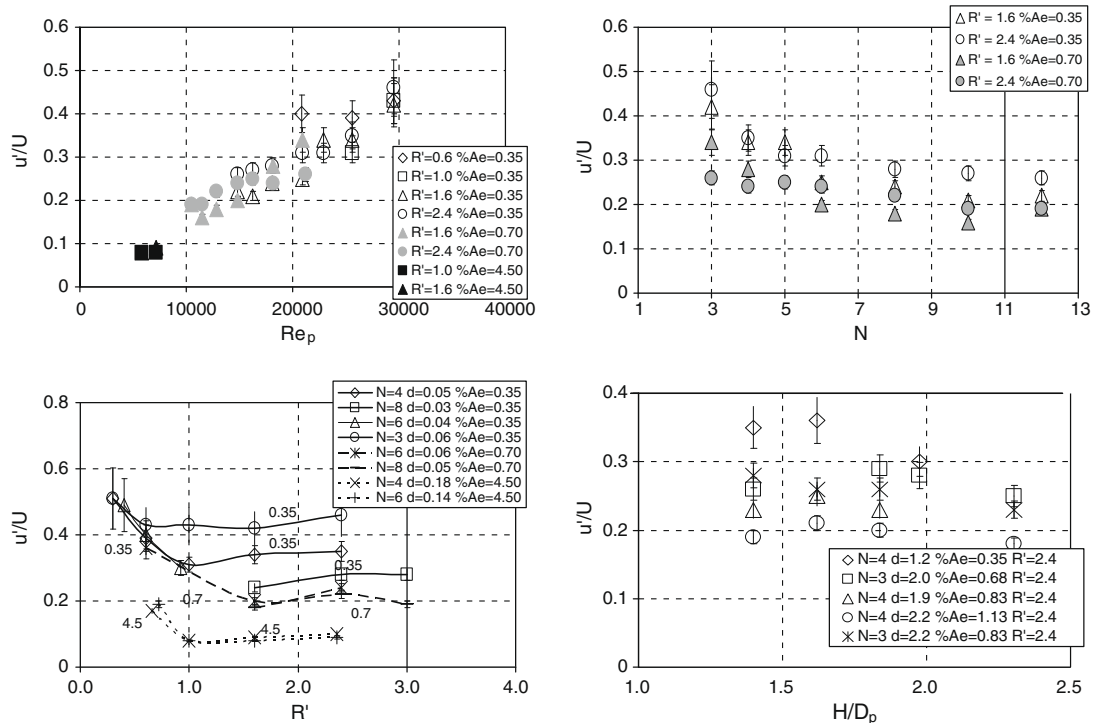 0.6
0.5
0.4
0.3
0.2
0.1
0
u'/U
0
10000
20000
30000
40000
Re_p
R'=0.6 %Ae=0.35
R'=1.0 %Ae=0.35
R'=1.6 %Ae=0.35
R'=2.4 %Ae=0.35
R'=1.6 %Ae=0.70
R'=2.4 %Ae=0.70
R'=1.0 %Ae=4.50
R'=1.6 %Ae=4.50
0.6
0.5
0.4
0.3
0.2
0.1
0
u'/U
1
3
5
7
9
11
13
N
R' = 1.6 %Ae=0.35
R' = 2.4 %Ae=0.35
R' = 1.6 %Ae=0.70
R' = 2.4 %Ae=0.70
0.8
0.6
0.4
0.2
0
u'/U
0.0
1.0
2.0
3.0
4.0
R'
N=4 d=0.05 %Ae=0.35
N=8 d=0.03 %Ae=0.35
N=6 d=0.04 %Ae=0.35
N=3 d=0.06 %Ae=0.35
N=6 d=0.06 %Ae=0.70
N=8 d=0.05 %Ae=0.70
N=4 d=0.18 %Ae=4.50
N=6 d=0.14 %Ae=4.50
0.35
0.35
0.35
0.35
0.7
0.7
4.5
4.5
0.4
0.3
0.2
0.1
0
u'/U
1.0
1.5
2.0
2.5
H/D_p
N=4 d=1.2 %Ae=0.35 R'=2.4
N=3 d=2.0 %Ae=0.68 R'=2.4
N=4 d=1.9 %Ae=0.83 R'=2.4
N=4 d=2.2 %Ae=1.13 R'=2.4
N=3 d=2.2 %Ae=0.83 R'=2.4